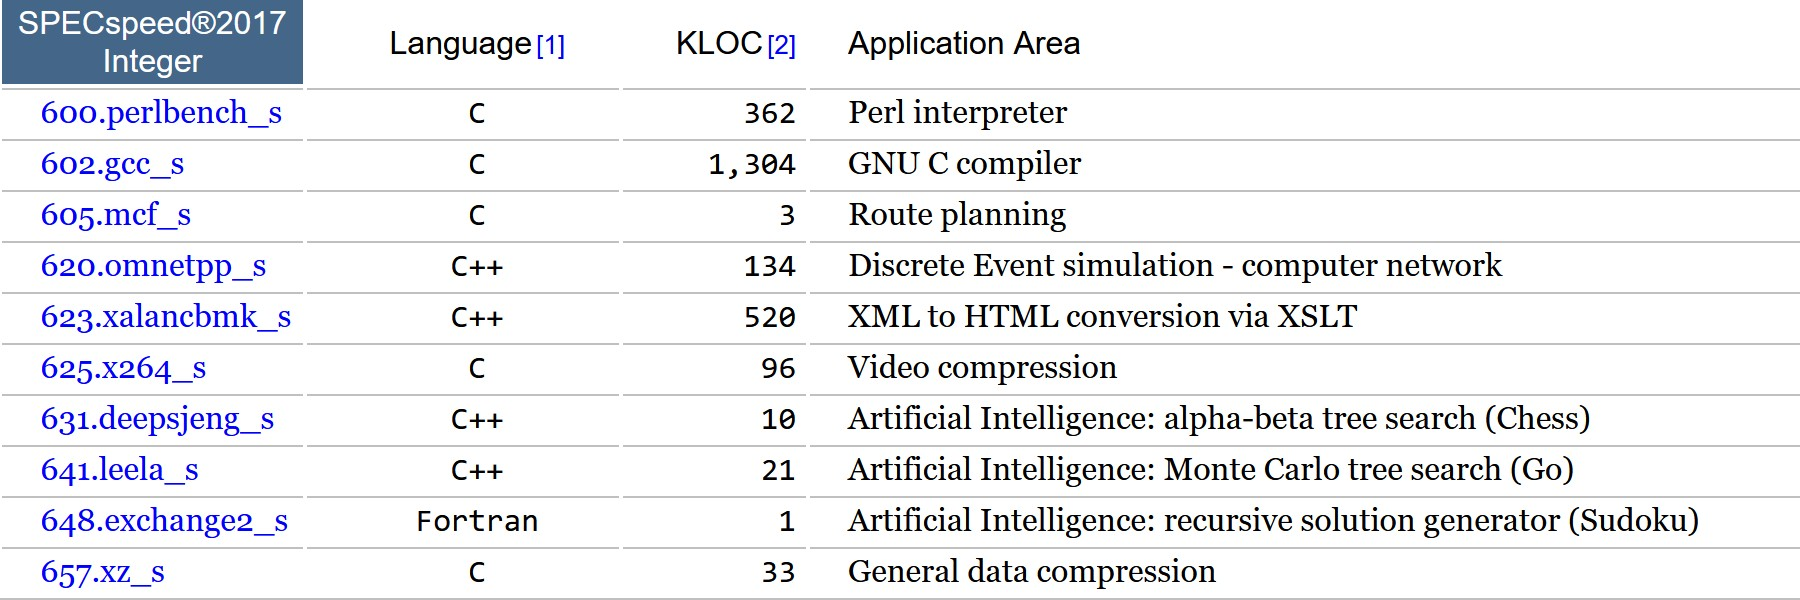 SPECspeed®2017 Integer Language[1] KLOC[2] Application Area
600.perlbench_s C 362 Perl interpreter
602.gcc_s C 1,304 GNU C compiler
605.mcf_s C 3 Route planning
620.omnetpp_s C++ 134 Discrete Event simulation - computer network
623.xalancbmk_s C++ 520 XML to HTML conversion via XSLT
625.x264_s C 96 Video compression
631.deepsjeng_s C++ 10 Artificial Intelligence: alpha-beta tree search (Chess)
641.leela_s C++ 21 Artificial Intelligence: Monte Carlo tree search (Go)
648.exchange2_s Fortran 1 Artificial Intelligence: recursive solution generator (Sudoku)
657.xz_s C 33 General data compression